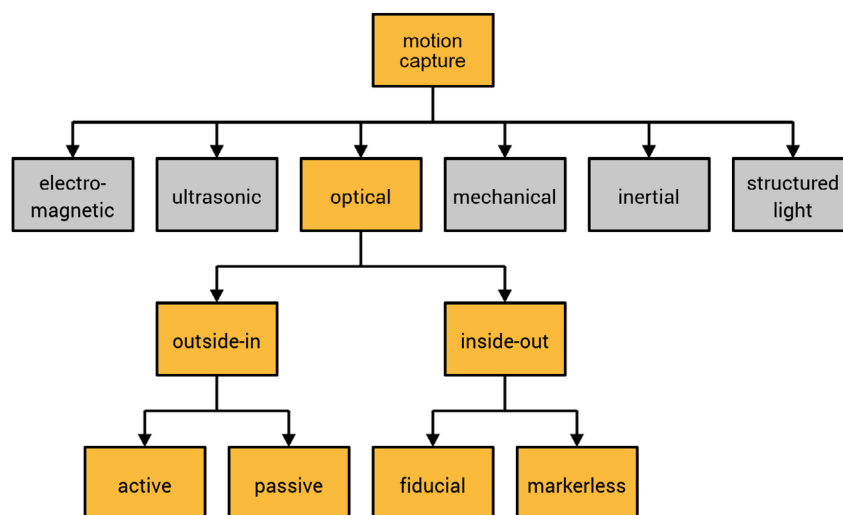 motion
capture
electro-
magnetic
ultrasonic
optical
mechanical
inertial
structured
light
outside-in
inside-out
active
passive
fiducial
markerless